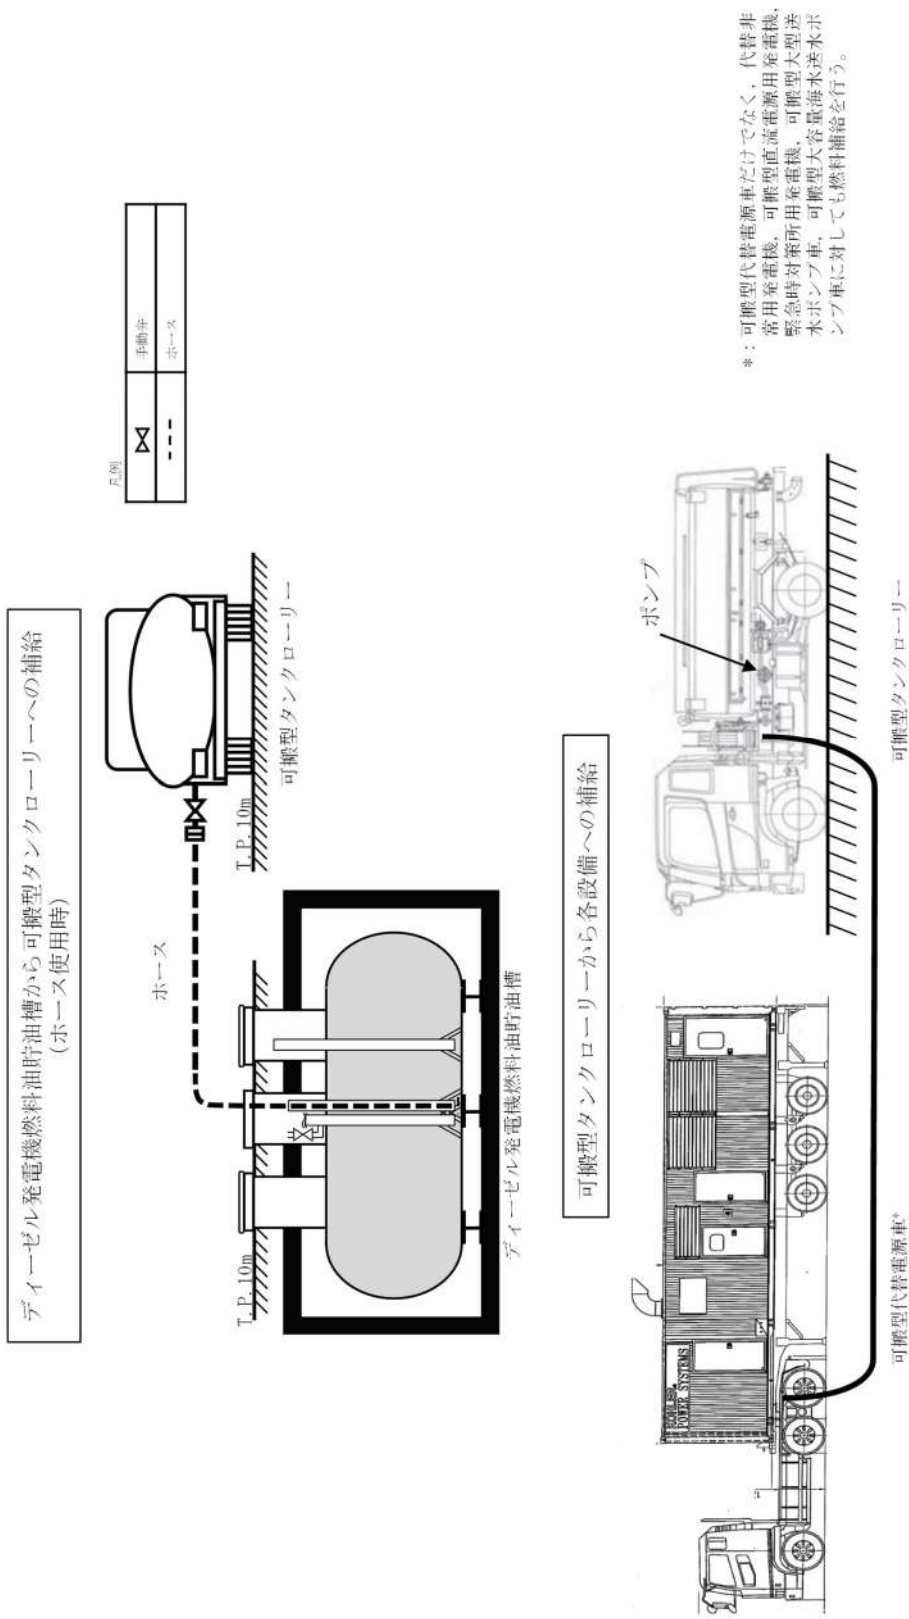 ディーゼル発電機燃料油貯油槽から可搬型タンクローリーへの補給
(ホース使用時)
凡例
手動弁
ホース
ホース
T.P. 10m
T.P. 10m
可搬型タンクローリー
ディーゼル発電機燃料油貯油槽
可搬型タンクローリーから各設備への補給
ポンプ
KOHLER
POWER SYSTEMS
可搬型代替電源車*
可搬型タンクローリー
*：可搬型代替電源車だけでなく，代替非
常用発電機，可搬型直流電源用発電機，
緊急時対策所用発電機，可搬型大型送
水ポンプ車，可搬型大容量海水送水ポ
ンプ車に対しても燃料補給を行う。